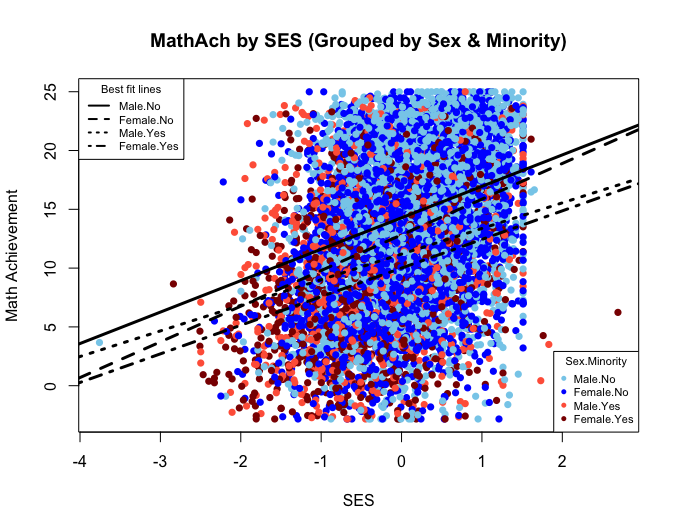 MathAch by SES (Grouped by Sex & Minority)
Best fit lines
Male.No
Female.No
Male.Yes
Female.Yes
25
20
15
10
5
0
Math Achievement
Sex.Minority
Male.No
Female.No
Male.Yes
Female.Yes
-4 -3 -2 -1 0 1 2
SES